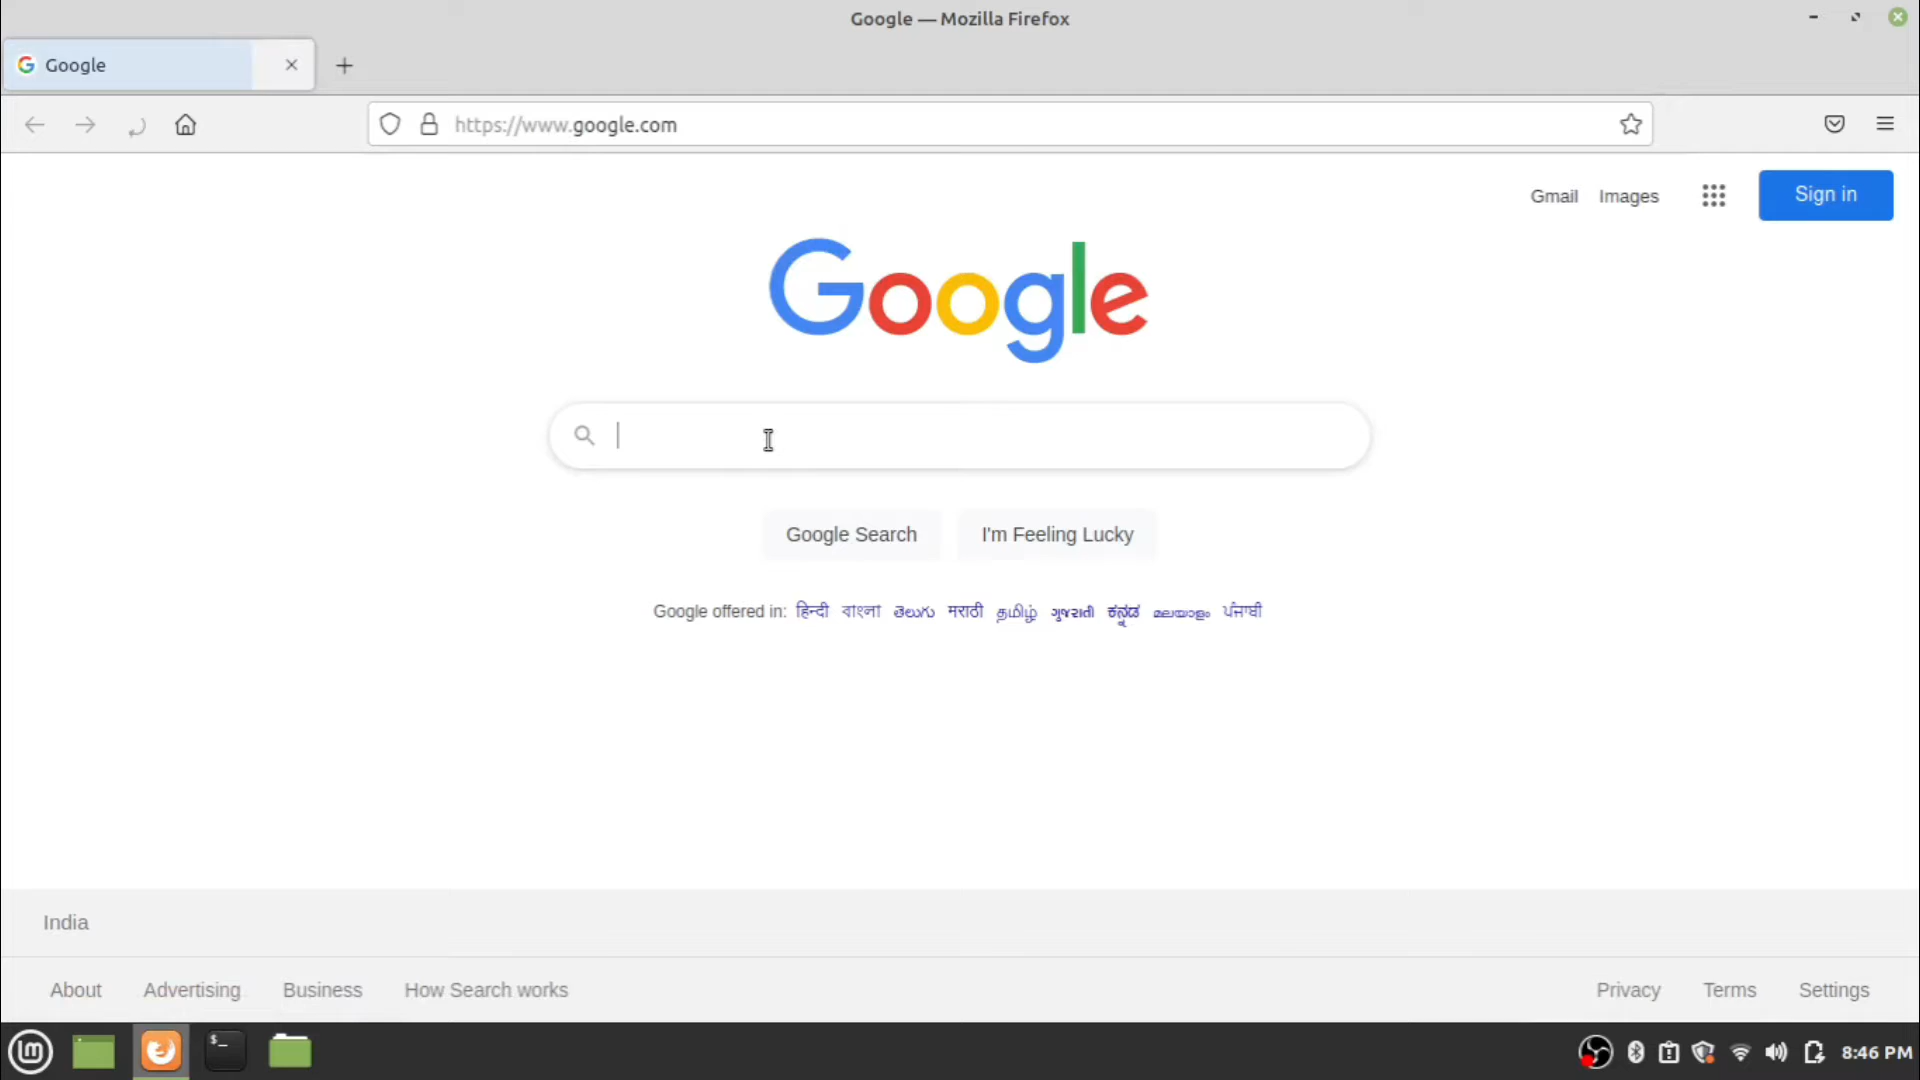 Google — Mozilla Firefox
Google
https://www.google.com
Gmail Images Sign in
Google
Google Search I'm Feeling Lucky
Google offered in: हिन्दी বাংলা తెలుగు मराठी தமிழ் ગુજરાતી ಕನ್ನಡ മലയാളം ਪੰਜਾਬੀ
India
About Advertising Business How Search works Privacy Terms Settings
$_ 8:46 PM